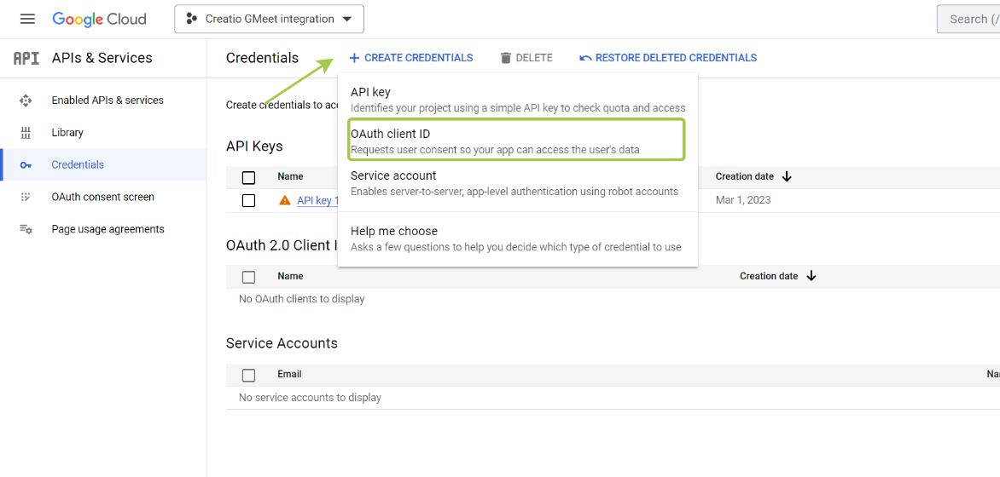 Google Cloud
Creatio GMeet integration
Search (/
API APIs & Services
Credentials
+ CREATE CREDENTIALS
DELETE
RESTORE DELETED CREDENTIALS
Enabled APIs & services
Library
Credentials
OAuth consent screen
Page usage agreements
Create credentials to acc
API key
Identifies your project using a simple API key to check quota and access
OAuth client ID
Requests user consent so your app can access the user's data
Service account
Enables server-to-server, app-level authentication using robot accounts
Help me choose
Asks a few questions to help you decide which type of credential to use
API Keys
Name
Creation date
API key 1
Mar 1, 2023
OAuth 2.0 Client I
Name
Creation date
No OAuth clients to display
Service Accounts
Email
Na
No service accounts to display